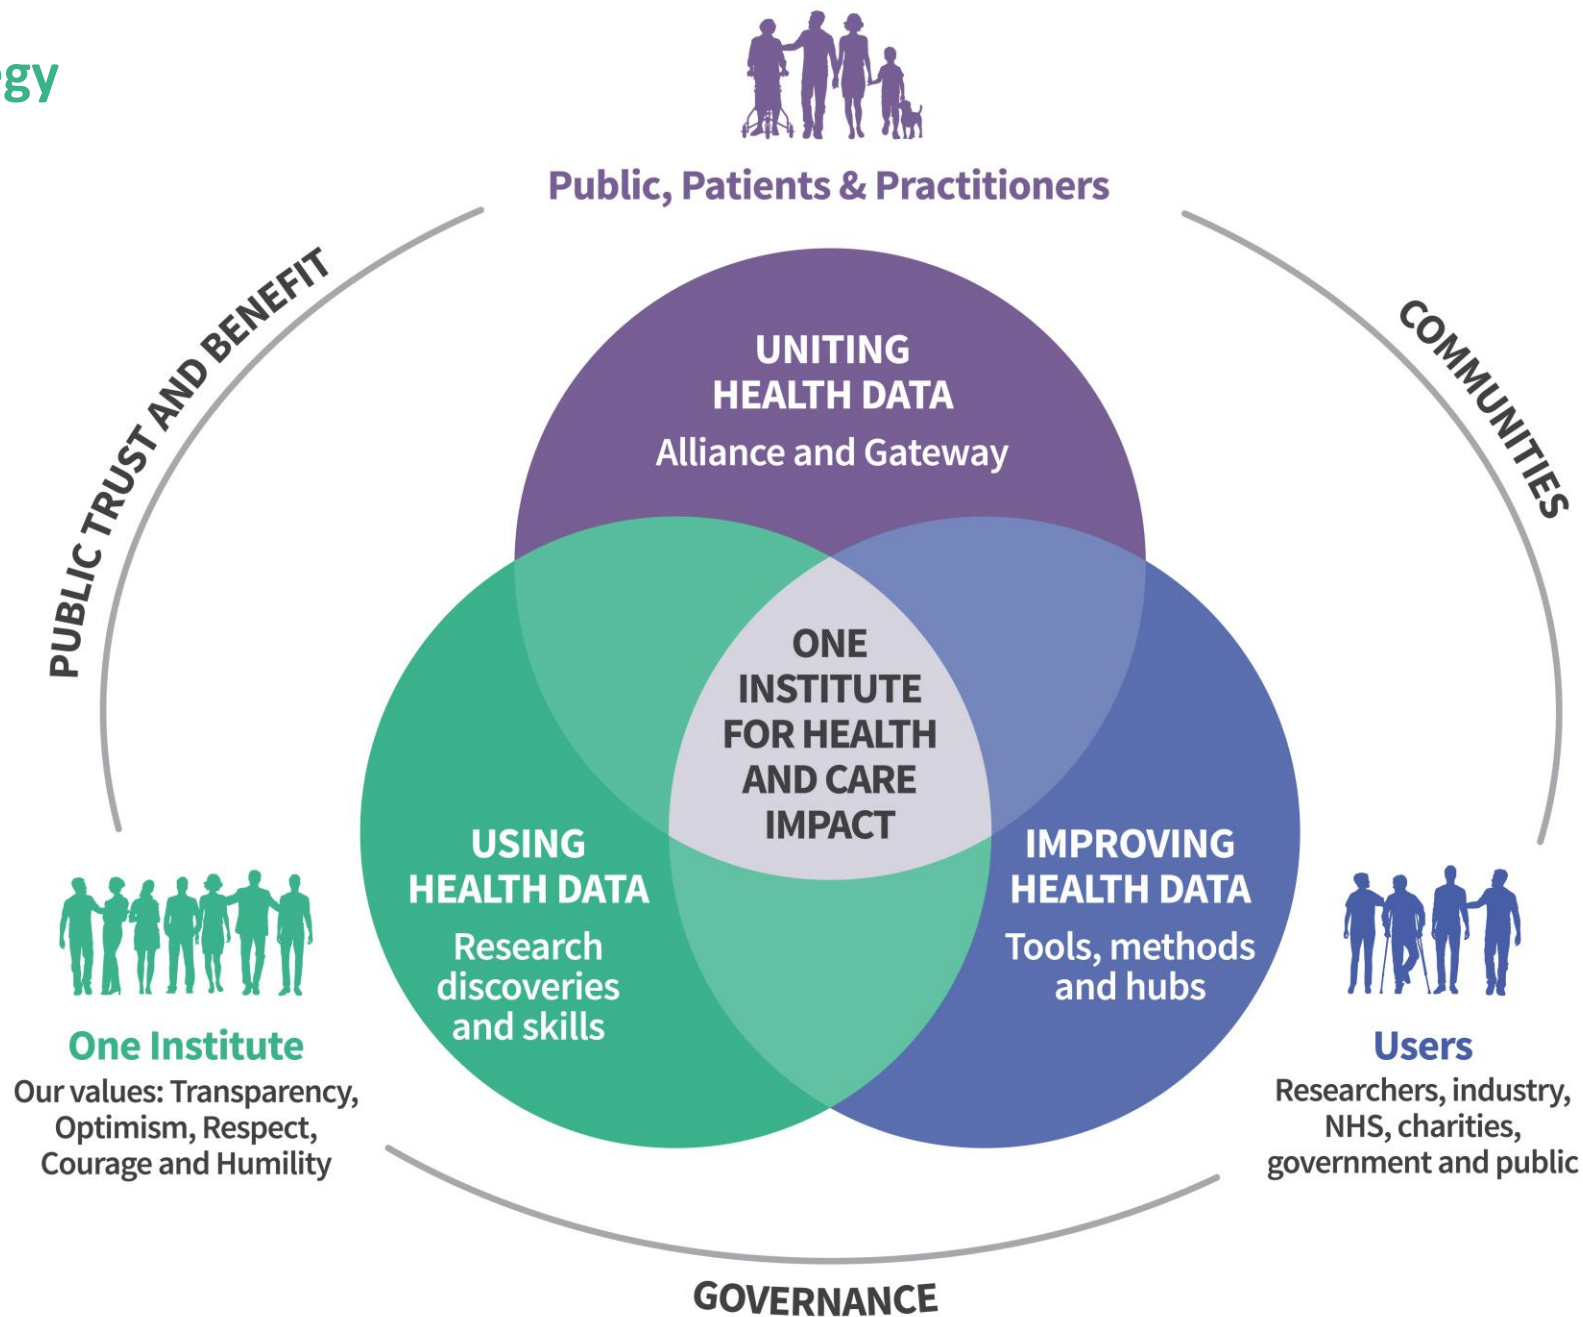 Public, Patients & Practitioners
PUBLIC TRUST AND BENEFIT
COMMUNITIES
UNITING
HEALTH DATA
Alliance and Gateway
ONE
INSTITUTE
FOR HEALTH
AND CARE
IMPACT
USING
HEALTH DATA
Research
discoveries
and skills
IMPROVING
HEALTH DATA
Tools, methods
and hubs
One Institute
Our values: Transparency,
Optimism, Respect,
Courage and Humility
Users
Researchers, industry,
NHS, charities,
government and public
GOVERNANCE